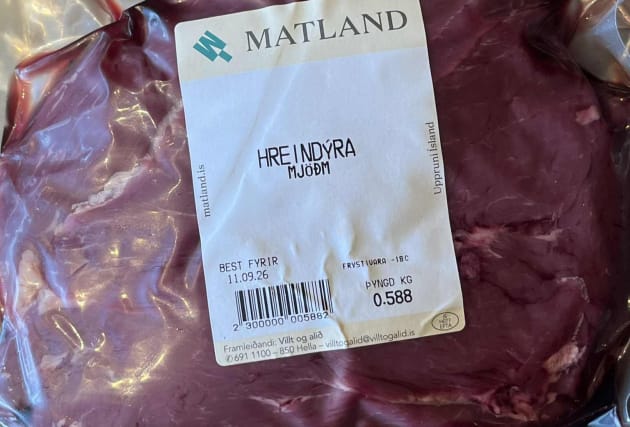 MATLAND
HREINDÝRA
MJÖÐM
matland.is
Uppruni Ísland
BEST FYRIR
11.09.26
FRYSTIVARA -18C
ÞYNGD KG
0.588
2 300000 005882
Framleiðandi: Villt og alið
✆ 691 1100 – 850 Hella – villtogalid@villtogalid.is